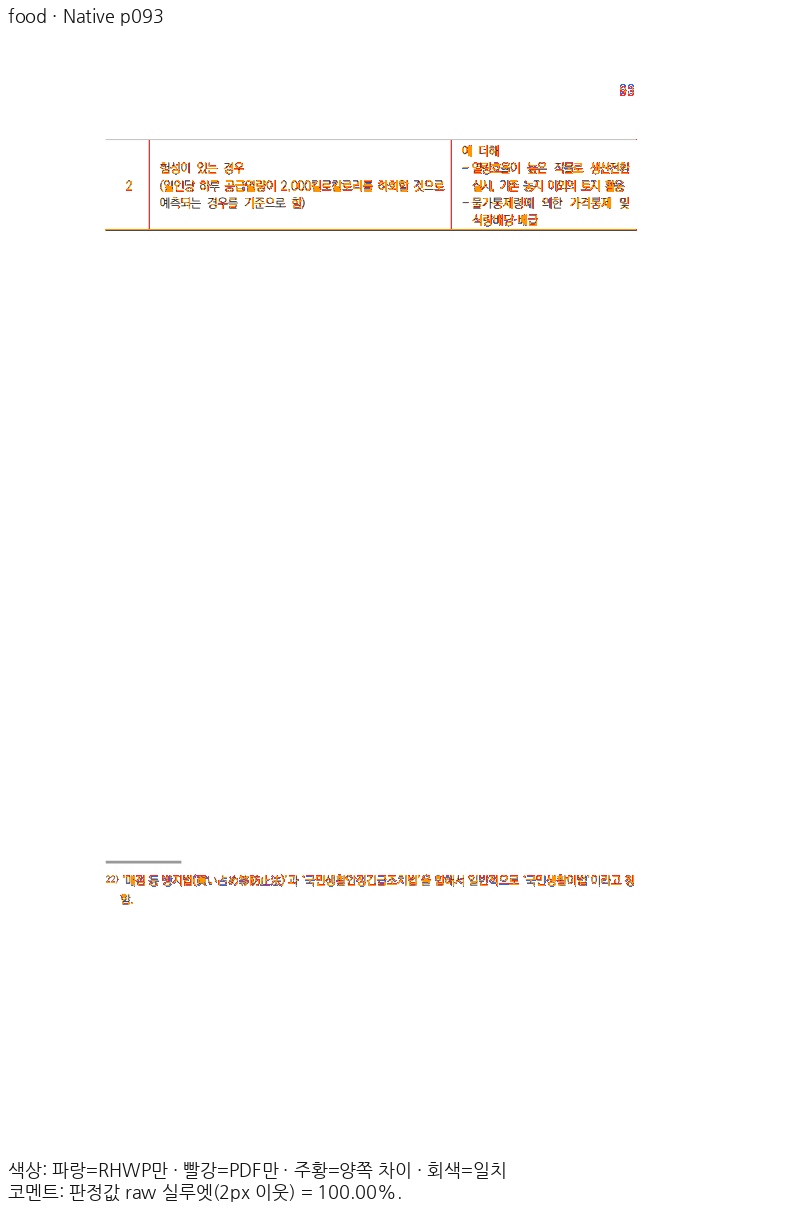 food · Native p093
93
에 더해
2
험성이 있는 경우
(일인당 하루 공급열량이 2,000킬로칼로리를 하회할 것으로
예측되는 경우를 기준으로 함)
- 열량효율이 높은 작물로 생산전환
실시, 기존 농지 이외의 토지 활용
- 물가통제령에 의한 가격통제 및
식량배당·배급
22) '매점 등 방지법(買い占め等防止法)'과 '국민생활안정긴급조치법'을 합해서 일반적으로 '국민생활이법'이라고 칭
함.
색상: 파랑=RHWP만 · 빨강=PDF만 · 주황=양쪽 차이 · 회색=일치
코멘트: 판정값 raw 실루엣(2px 이웃) = 100.00%.